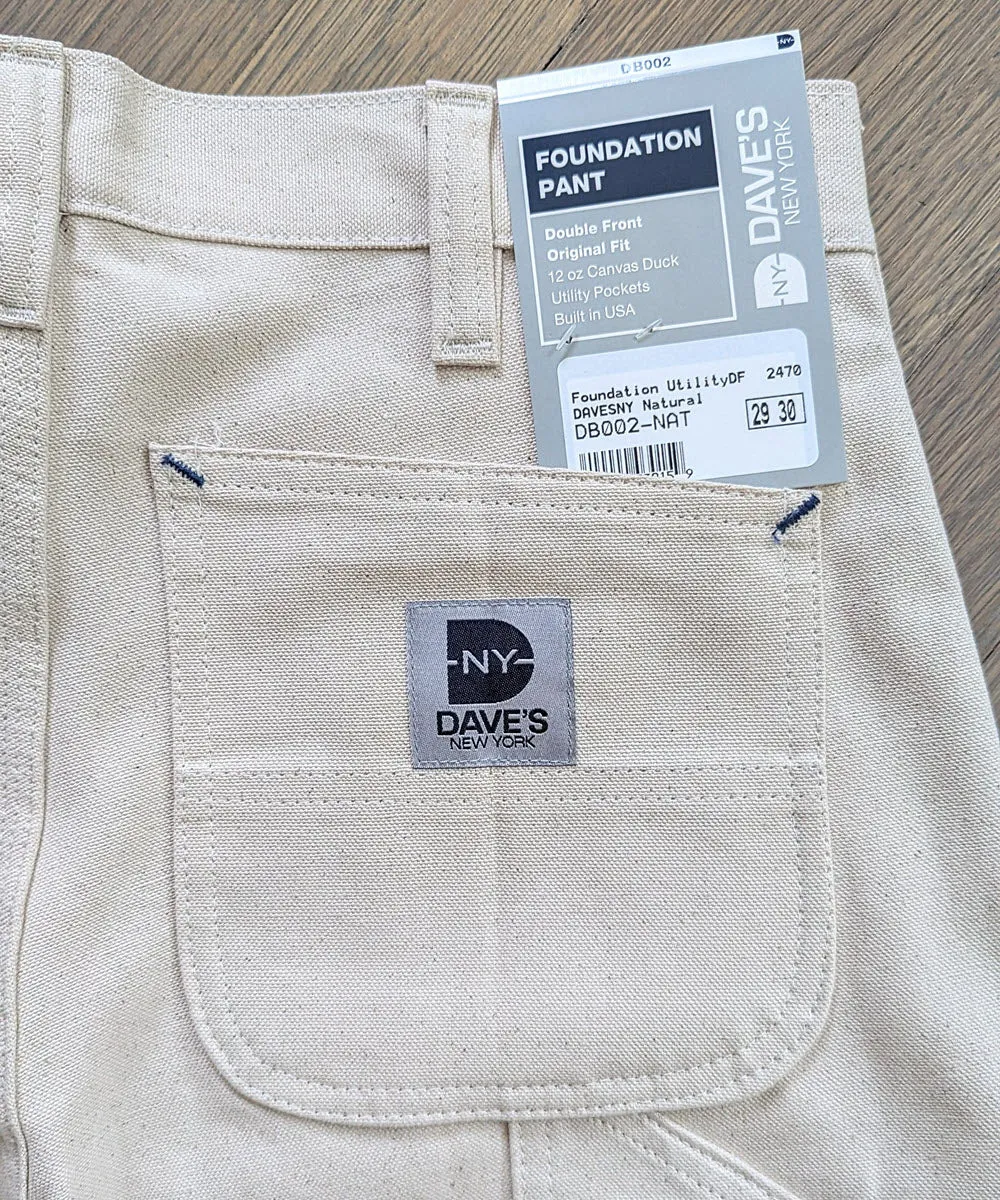 NY
DB002
FOUNDATION
PANT
Double Front
Original Fit
12 oz Canvas Duck
Utility Pockets
Built in USA
NY DAVE'S
NEW YORK
Foundation UtilityDF 2470
DAVESNY Natural
DB002-NAT
29 30
NY
DAVE'S
NEW YORK